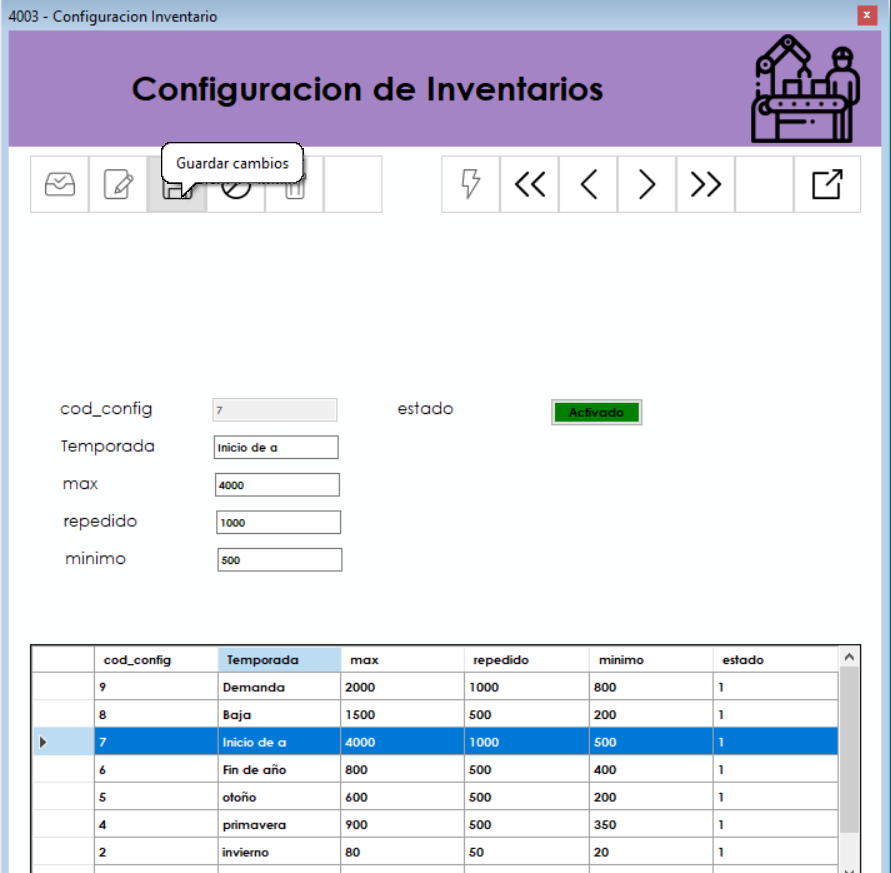 4003 - Configuracion Inventario
x
Configuracion de Inventarios
Guardar cambios
cod_config 7 estado Activado
Temporada Inicio de a
max 4000
repedido 1000
minimo 500
cod_config Temporada max repedido minimo estado
9 Demanda 2000 1000 800 1
8 Baja 1500 500 200 1
7 Inicio de a 4000 1000 500 1
6 Fin de año 800 500 400 1
5 otoño 600 500 200 1
4 primavera 900 500 350 1
2 invierno 80 50 20 1